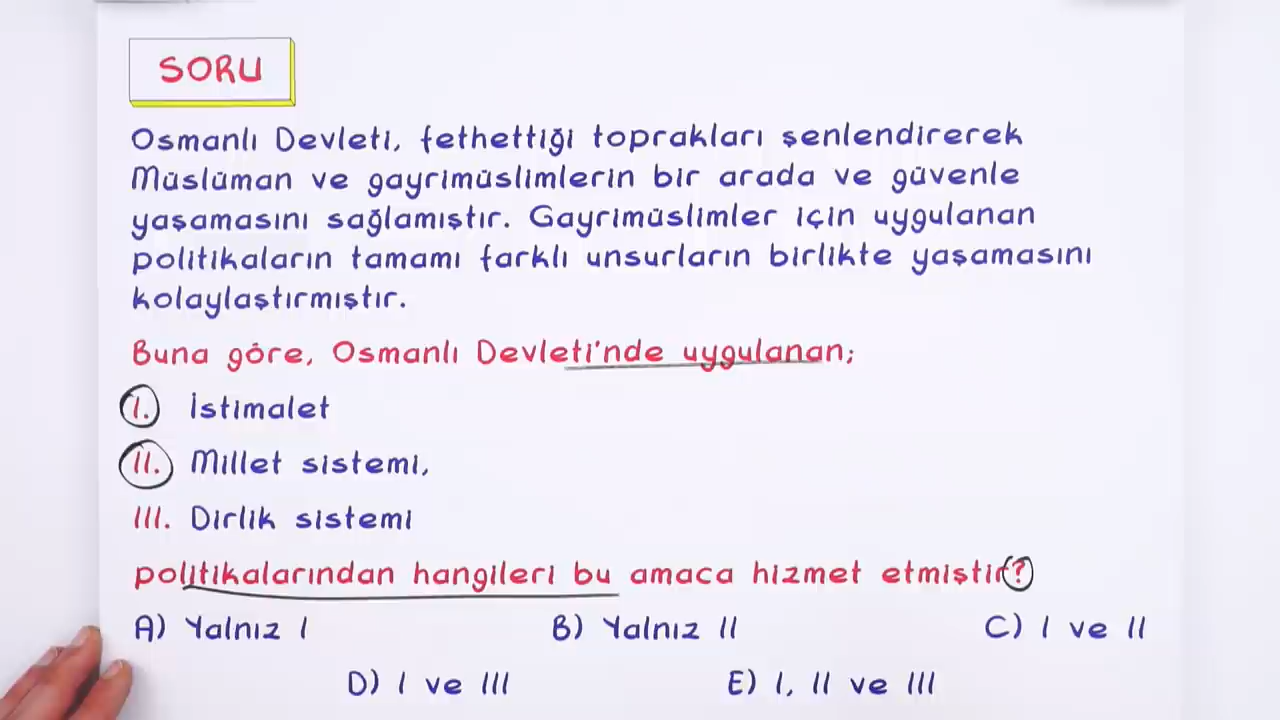 SORU
Osmanlı Devleti, fethettiği toprakları şenlendirerek
Müslüman ve gayrimüslimlerin bir arada ve güvenle
yaşamasını sağlamıştır. Gayrimüslimler için uygulanan
politikaların tamamı farklı unsurların birlikte yaşamasını
kolaylaştırmıştır.
Buna göre, Osmanlı Devleti'nde uygulanan;
I. İstimalet
II. Millet sistemi,
III. Dirlik sistemi
politikalarından hangileri bu amaca hizmet etmiştir?
A) Yalnız I B) Yalnız II C) I ve II
D) I ve III E) I, II ve III